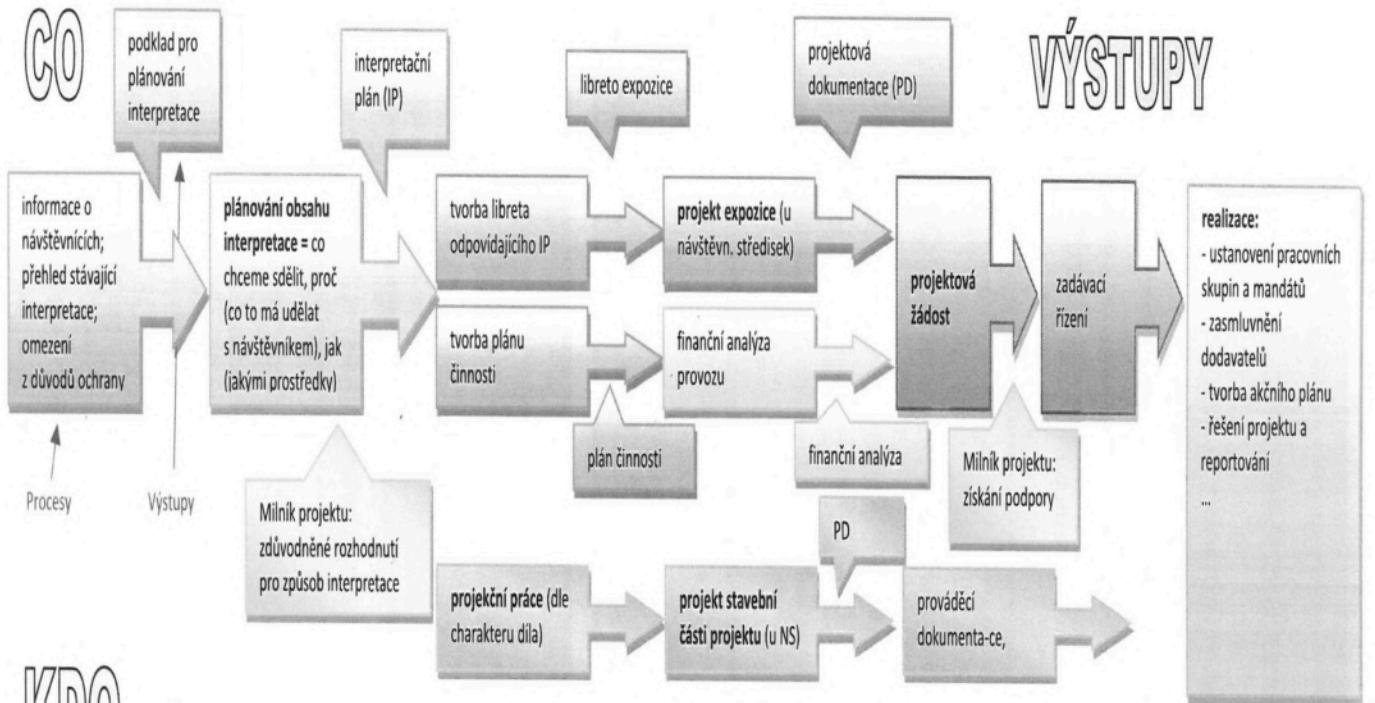 CO
podklad pro
plánování
interpretace
interpretační
plán (IP)
libreto expozice
projektová
dokumentace (PD)
VÝSTUPY
informace o
návštěvnících;
přehled stávající
interpretace;
omezení
z důvodů ochrany
plánování obsahu
interpretace = co
chceme sdělit, proč
(co to má udělat
s návštěvníkem), jak
(jakými prostředky)
tvorba libreta
odpovídajícího IP
projekt expozice (u
návštěvn. středisek)
tvorba plánu
činnosti
finanční analýza
provozu
projektová
žádost
zadávací
řízení
realizace:
- ustanovení pracovních
skupin a mandátů
- zasmluvnění
dodavatelů
- tvorba akčního plánu
- řešení projektu a
reportování
...
Procesy
Výstupy
Milník projektu:
zdůvodněné rozhodnutí
pro způsob interpretace
plán činnosti
finanční analýza
Milník projektu:
získání podpory
PD
projekční práce (dle
charakteru díla)
projekt stavební
části projektu (u NS)
prováděcí
dokumenta-ce,
KDO